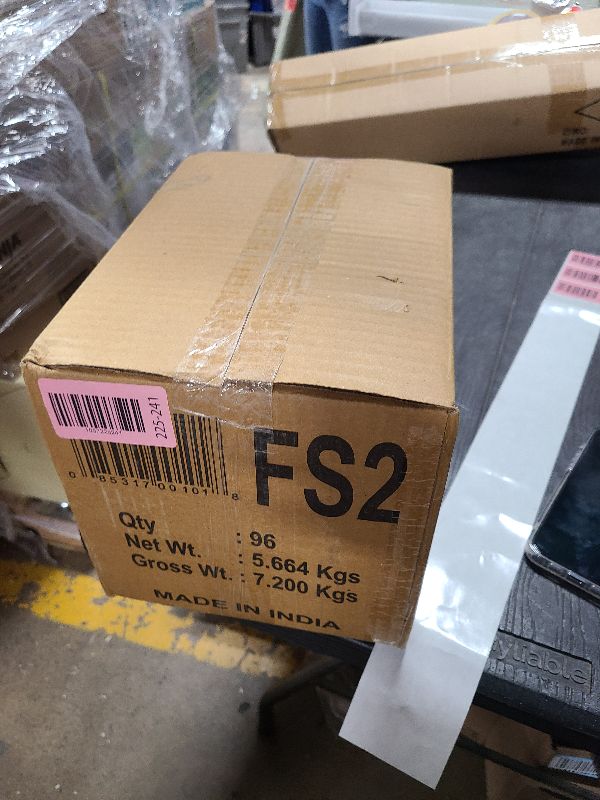 FS2
225-241
0 85317 00101 8
Qty : 96
Net Wt. : 5.664 Kgs
Gross Wt. : 7.200 Kgs
MADE IN INDIA